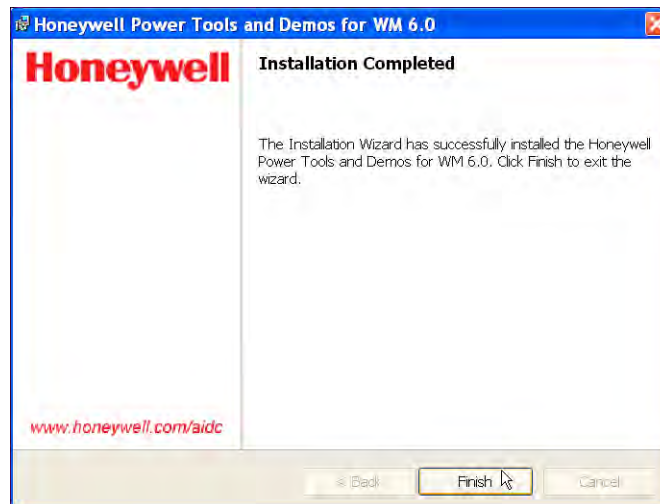 Honeywell Power Tools and Demos for WM 6.0
Honeywell
Installation Completed
The Installation Wizard has successfully installed the Honeywell
Power Tools and Demos for WM 6.0. Click Finish to exit the
wizard.
www.honeywell.com/aidc
< Back
Finish
Cancel